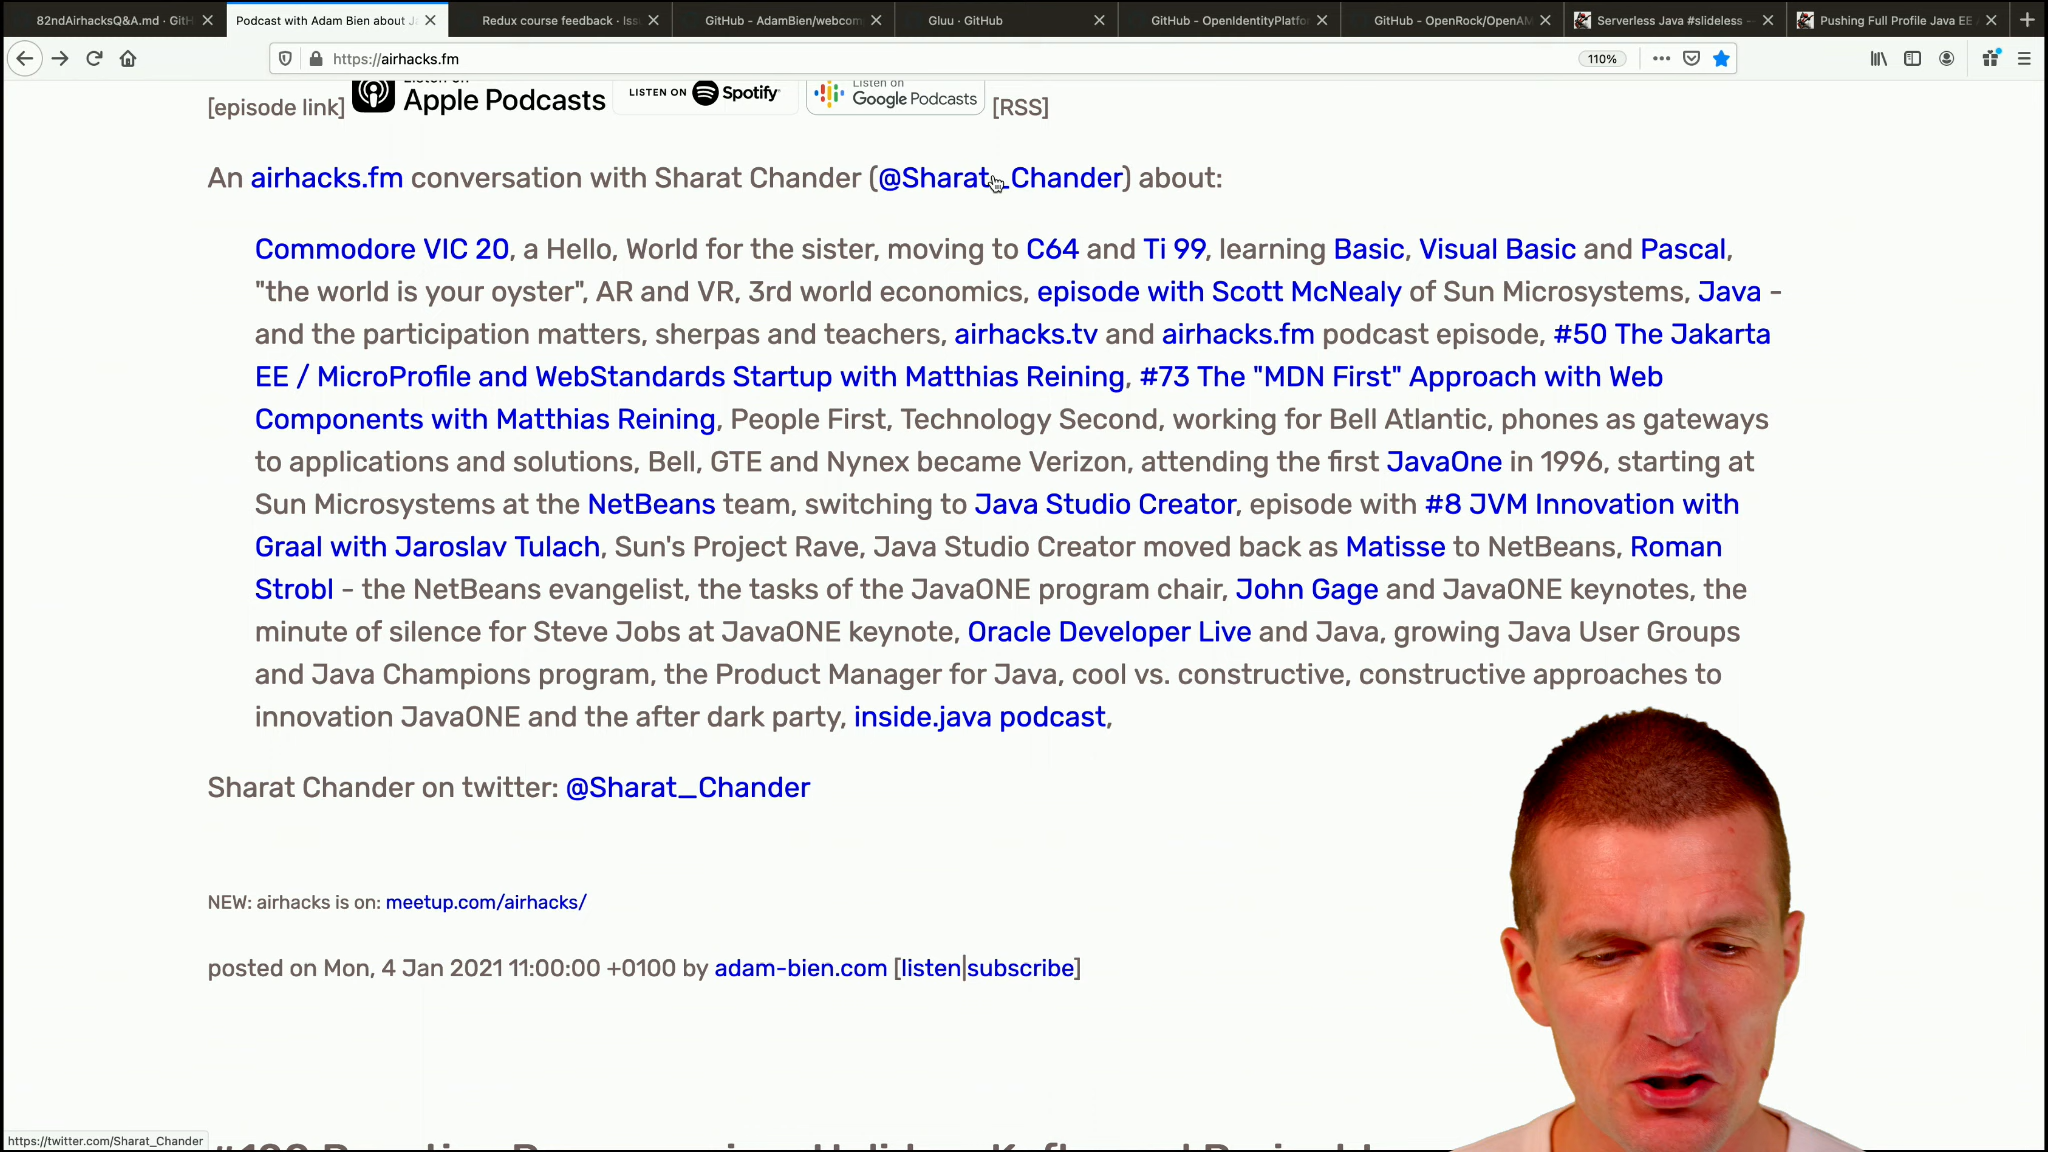 82ndAirhacksQ&A.md · GitH
Podcast with Adam Bien about Ja
Redux course feedback · Iss
GitHub - AdamBien/webcom
Gluu · GitHub
GitHub - OpenIdentityPlatfo
GitHub - OpenRock/OpenAM
Serverless Java #slideless -
Pushing Full Profile Java EE
https://airhacks.fm
110%
[episode link] Listen on Apple Podcasts LISTEN ON Spotify Listen on Google Podcasts [RSS]
An airhacks.fm conversation with Sharat Chander (@Sharat_Chander) about:
Commodore VIC 20, a Hello, World for the sister, moving to C64 and Ti 99, learning Basic, Visual Basic and Pascal,
"the world is your oyster", AR and VR, 3rd world economics, episode with Scott McNealy of Sun Microsystems, Java -
and the participation matters, sherpas and teachers, airhacks.tv and airhacks.fm podcast episode, #50 The Jakarta
EE / MicroProfile and WebStandards Startup with Matthias Reining, #73 The "MDN First" Approach with Web
Components with Matthias Reining, People First, Technology Second, working for Bell Atlantic, phones as gateways
to applications and solutions, Bell, GTE and Nynex became Verizon, attending the first JavaOne in 1996, starting at
Sun Microsystems at the NetBeans team, switching to Java Studio Creator, episode with #8 JVM Innovation with
Graal with Jaroslav Tulach, Sun's Project Rave, Java Studio Creator moved back as Matisse to NetBeans, Roman
Strobl - the NetBeans evangelist, the tasks of the JavaONE program chair, John Gage and JavaONE keynotes, the
minute of silence for Steve Jobs at JavaONE keynote, Oracle Developer Live and Java, growing Java User Groups
and Java Champions program, the Product Manager for Java, cool vs. constructive, constructive approaches to
innovation JavaONE and the after dark party, inside.java podcast,
Sharat Chander on twitter: @Sharat_Chander
NEW: airhacks is on: meetup.com/airhacks/
posted on Mon, 4 Jan 2021 11:00:00 +0100 by adam-bien.com [listen|subscribe]
https://twitter.com/Sharat_Chander